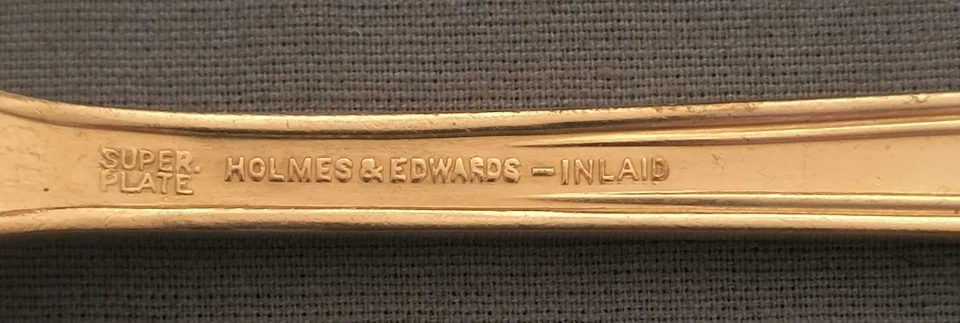 SUPER.
PLATE
HOLMES & EDWARDS – INLAID